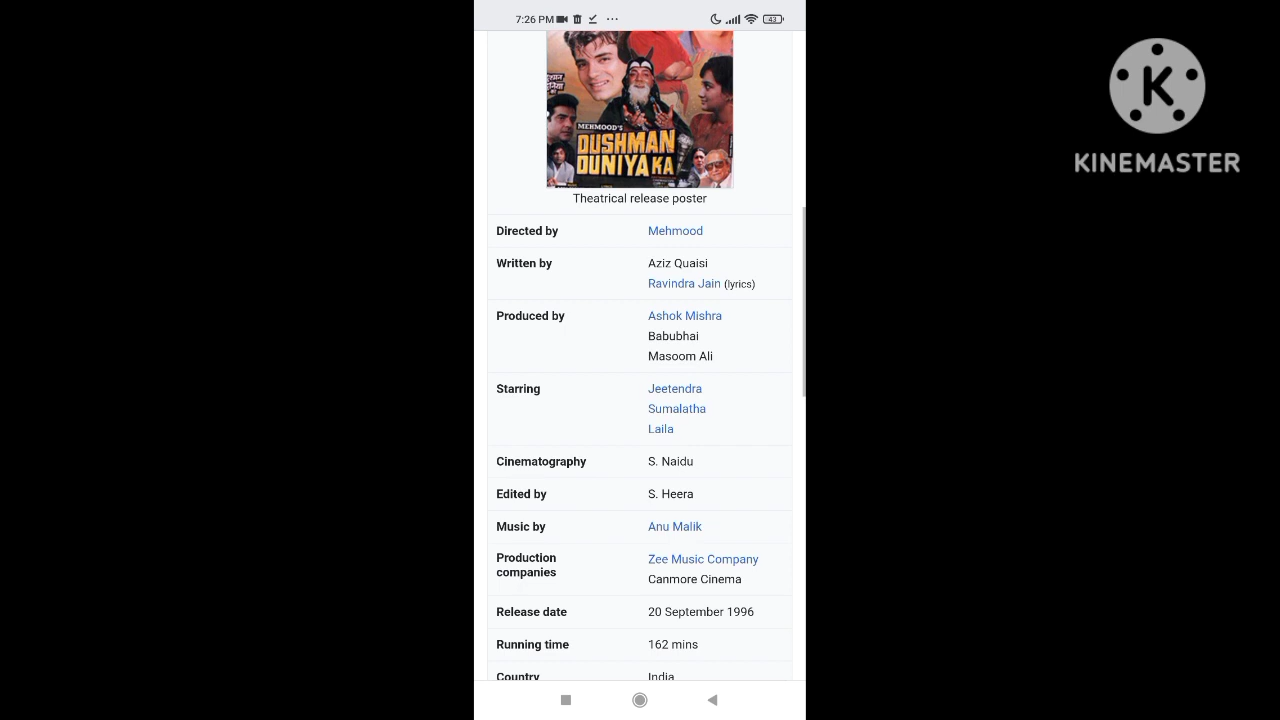 7:26 PM
43
KINEMASTER
MEHMOOD'S
DUSHMAN
DUNIYA KA
Theatrical release poster
Directed by Mehmood
Written by Aziz Quaisi
Ravindra Jain (lyrics)
Produced by Ashok Mishra
Babubhai
Masoom Ali
Starring Jeetendra
Sumalatha
Laila
Cinematography S. Naidu
Edited by S. Heera
Music by Anu Malik
Production Zee Music Company
companies Canmore Cinema
Release date 20 September 1996
Running time 162 mins
Country India